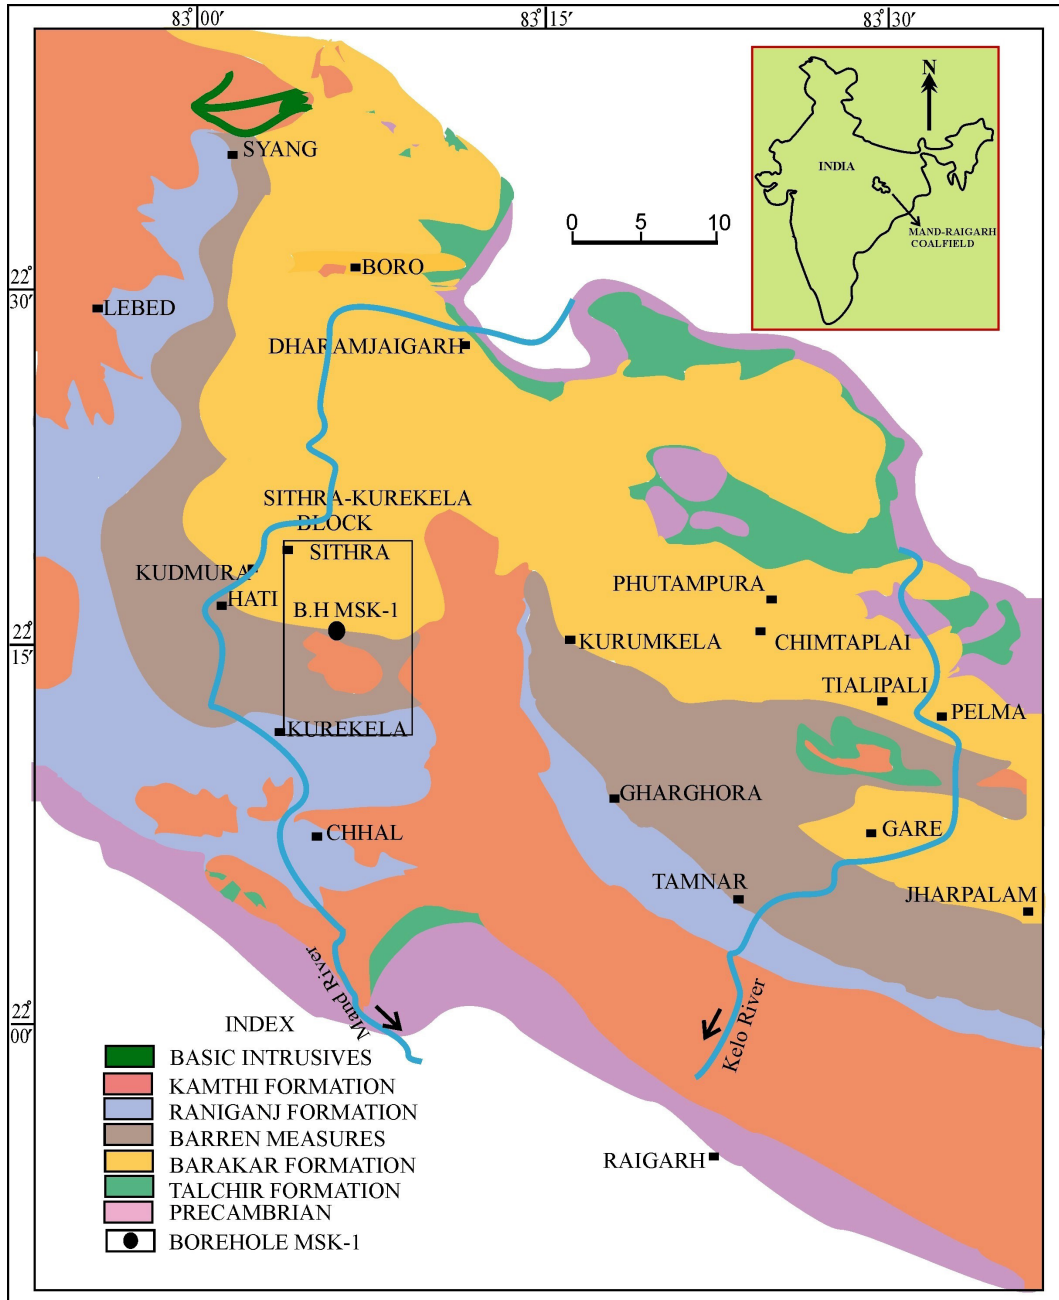 83°00′
83°15′
83°30′
N
SYANG
INDIA
0 5 10
MAND-RAIGARH
COALFIELD
BORO
22°
30′
LEBED
DHARAMJAIGARH
SITHRA-KUREKELA
BLOCK
SITHRA
KUDMURA
PHUTAMPURA
HATI
B.H MSK-1
KURUMKELA
CHIMTAPLAI
22°
15′
TIALIPALI
PELMA
KUREKELA
GHARGHORA
CHHAL
GARE
TAMNAR
JHARPALAM
Mand River
Kelo River
22°
00′
INDEX
BASIC INTRUSIVES
KAMTHI FORMATION
RANIGANJ FORMATION
BARREN MEASURES
BARAKAR FORMATION
RAIGARH
TALCHIR FORMATION
PRECAMBRIAN
BOREHOLE MSK-1